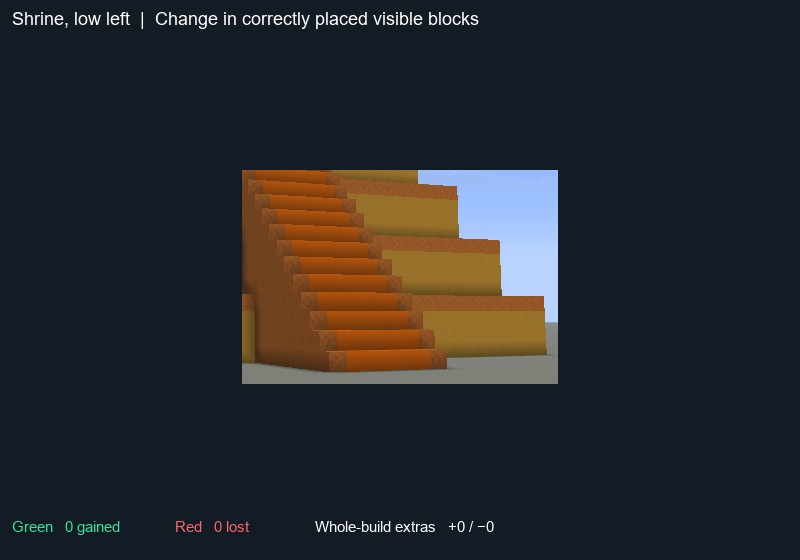 Shrine, low left | Change in correctly placed visible blocks
Green 0 gained Red 0 lost Whole-build extras +0 / −0